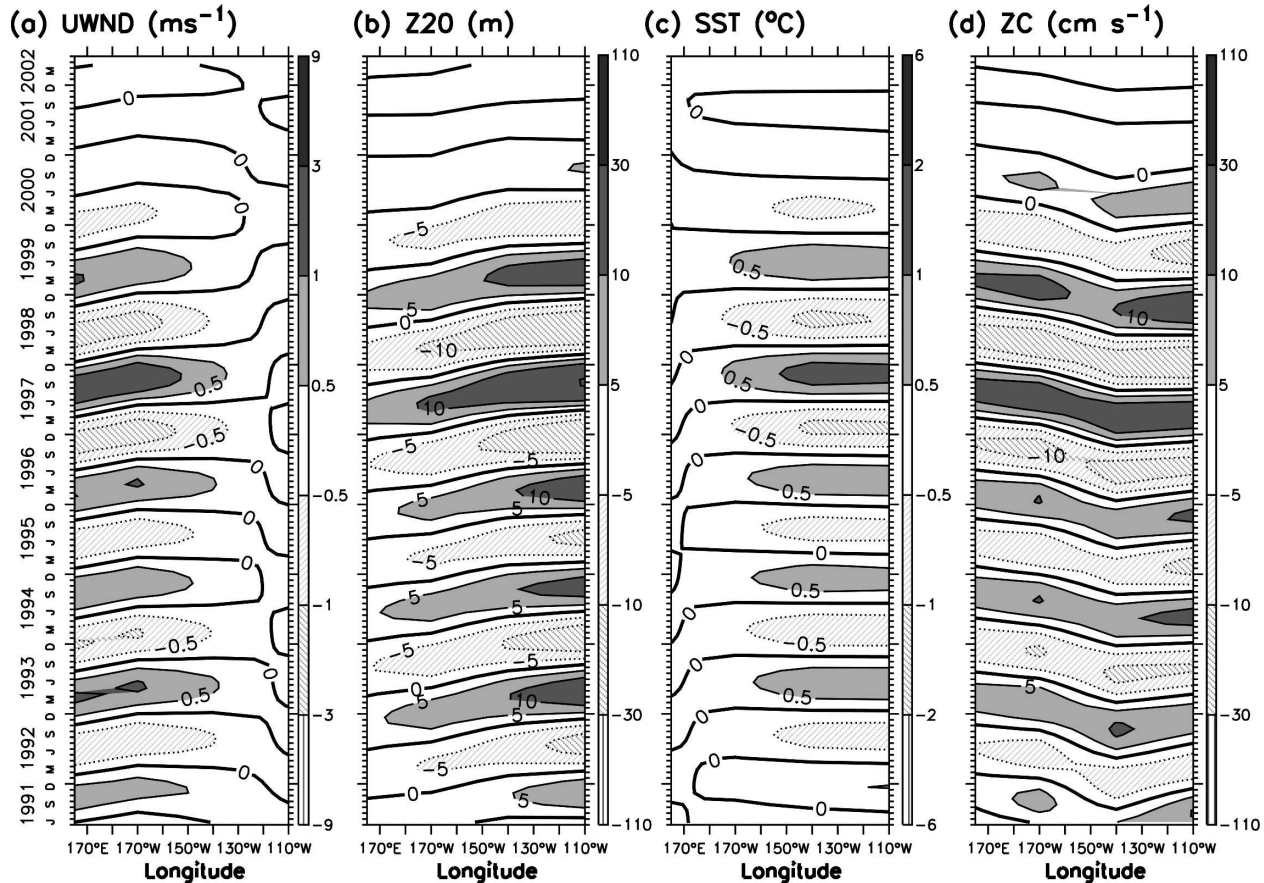 (a) UWND (ms⁻¹) (b) Z20 (m) (c) SST (°C) (d) ZC (cm s⁻¹)
1991 1992 1993 1994 1995 1996 1997 1998 1999 2000 2001 2002
J S D M J S D M J S D M J S D M J S D M J S D M J S D M J S D M J S D M J S D M J S D M
0 0 0 0 0.5 -0.5 0 0 -0.5 0 0.5 0
9 3 1 0.5 -0.5 -1 -3 -9
-5 5 0 -10 10 -5 -5 0 5 10 5 -5 5 5 -5 -5 0 5 10 5 -5 0 5
110 30 10 5 -5 -10 -30 -110
0 0.5 -0.5 0 0.5 0 -0.5 0 0.5 0 0.5 0 -0.5 0 0.5 0 0
6 2 1 0.5 -0.5 -1 -2 -6
0 0 10 -10 5
110 30 10 5 -5 -10 -30 -110
170°E 170°W 150°W 130°W 110°W
170°E 170°W 150°W 130°W 110°W
170°E 170°W 150°W 130°W 110°W
170°E 170°W 150°W 130°W 110°W
Longitude Longitude Longitude Longitude